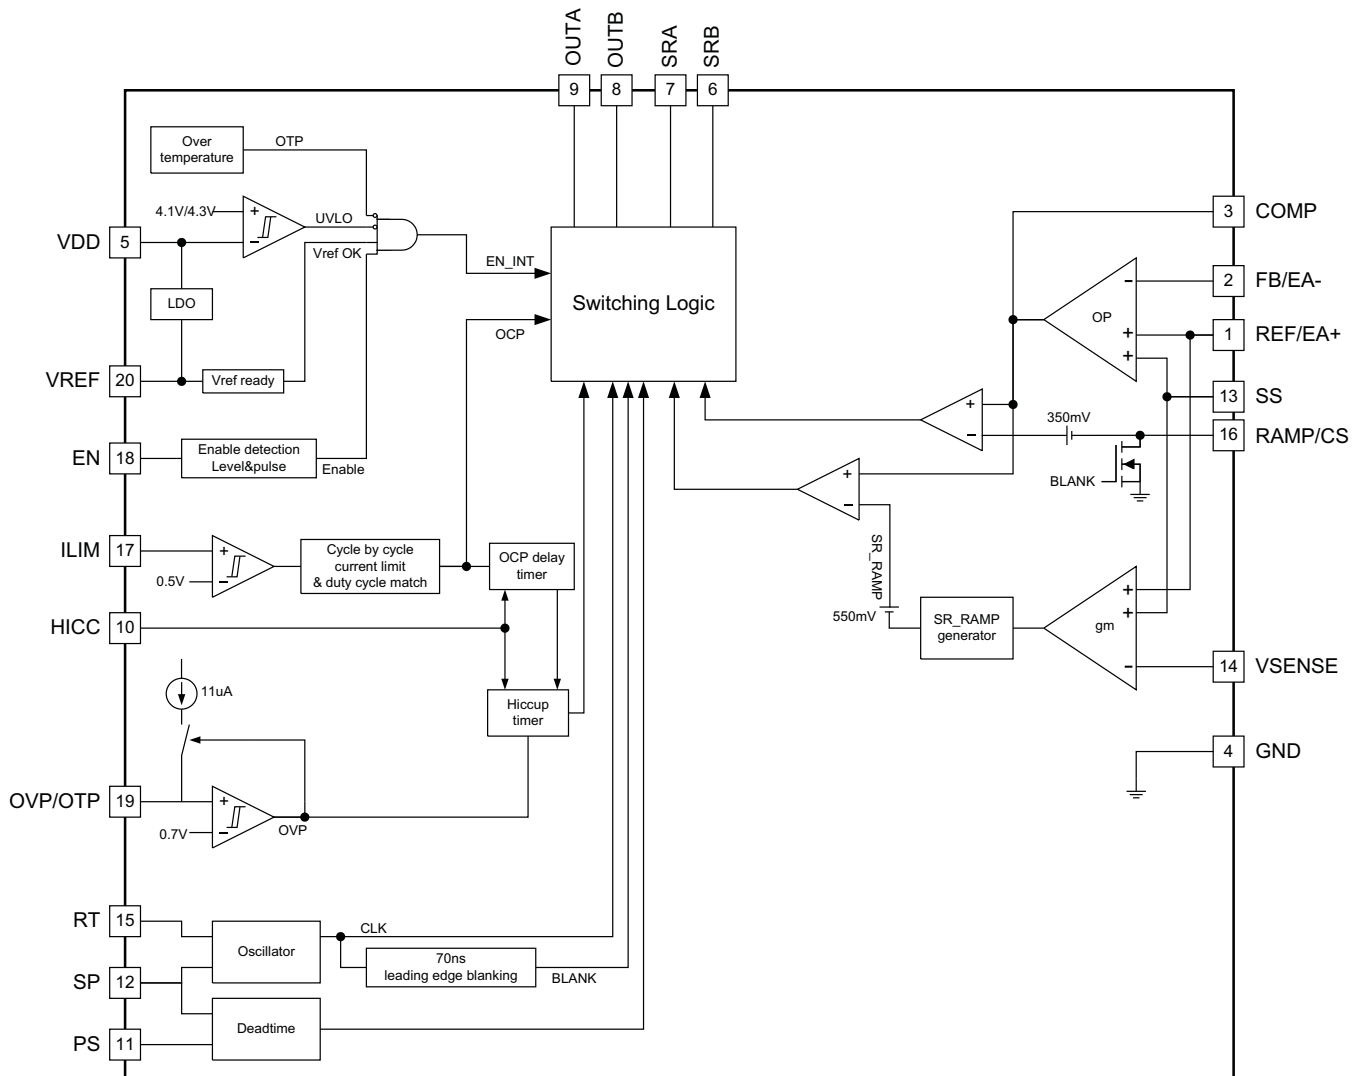 OUTA
OUTB
SRA
SRB
9
8
7
6
Over
temperature
OTP
4.1V/4.3V
+
−
UVLO
Vref OK
VDD
5
LDO
EN_INT
Switching Logic
OCP
VREF
20
Vref ready
EN
18
Enable detection
Level&pulse
Enable
ILIM
17
+
−
0.5V
Cycle by cycle
current limit
& duty cycle match
OCP delay
timer
HICC
10
11uA
Hiccup
timer
OVP/OTP
19
+
−
0.7V
OVP
RT
15
Oscillator
CLK
70ns
leading edge blanking
BLANK
SP
12
Deadtime
PS
11
3
COMP
2
FB/EA-
−
OP
+
+
1
REF/EA+
13
SS
+
−
350mV
16
RAMP/CS
BLANK
+
−
SR_RAMP
550mV
SR_RAMP
generator
+
+
gm
−
14
VSENSE
4
GND